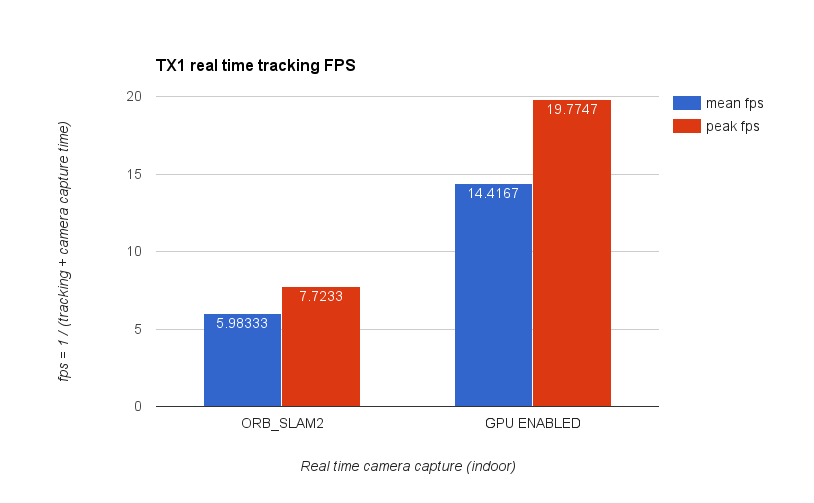 TX1 real time tracking FPS
fps = 1 / (tracking + camera capture time)
20
15
10
5
0
5.98333
7.7233
14.4167
19.7747
mean fps
peak fps
ORB_SLAM2
GPU ENABLED
Real time camera capture (indoor)